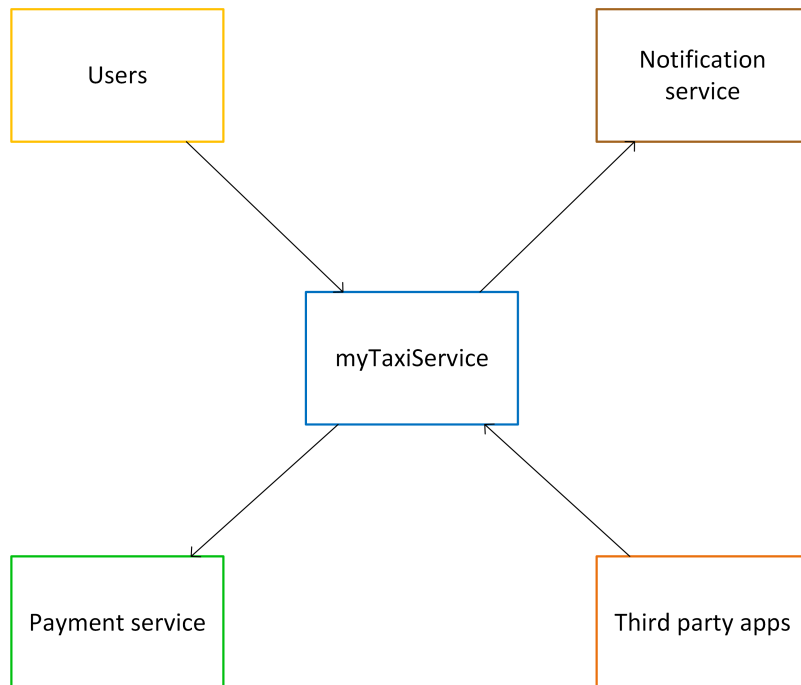 Users
Notification
service
myTaxiService
Payment service
Third party apps